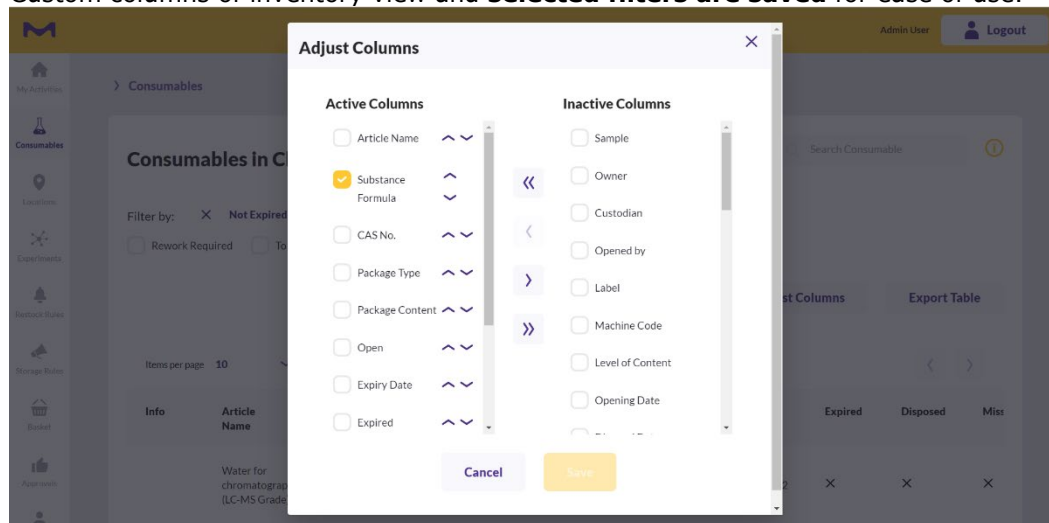 Custom columns of inventory view and selected filters are saved for ease of user
Admin User
Logout
My Activities
Consumables
Locations
Experiments
Storage Rules
Basket
Approvals
> Consumables
Consumables in C
Search Consumable
Filter by:
Not Expired
Rework Required
To
st Columns
Export Table
Items per page 10
Info
Article Name
Expired
Disposed
Miss
Water for
chromatograp
(LC-MS Grade
2
Adjust Columns
Active Columns
Article Name
Substance
Formula
CAS No.
Package Type
Package Content
Open
Expiry Date
Expired
Inactive Columns
Sample
Owner
Custodian
Opened by
Label
Machine Code
Level of Content
Opening Date
Cancel
Save